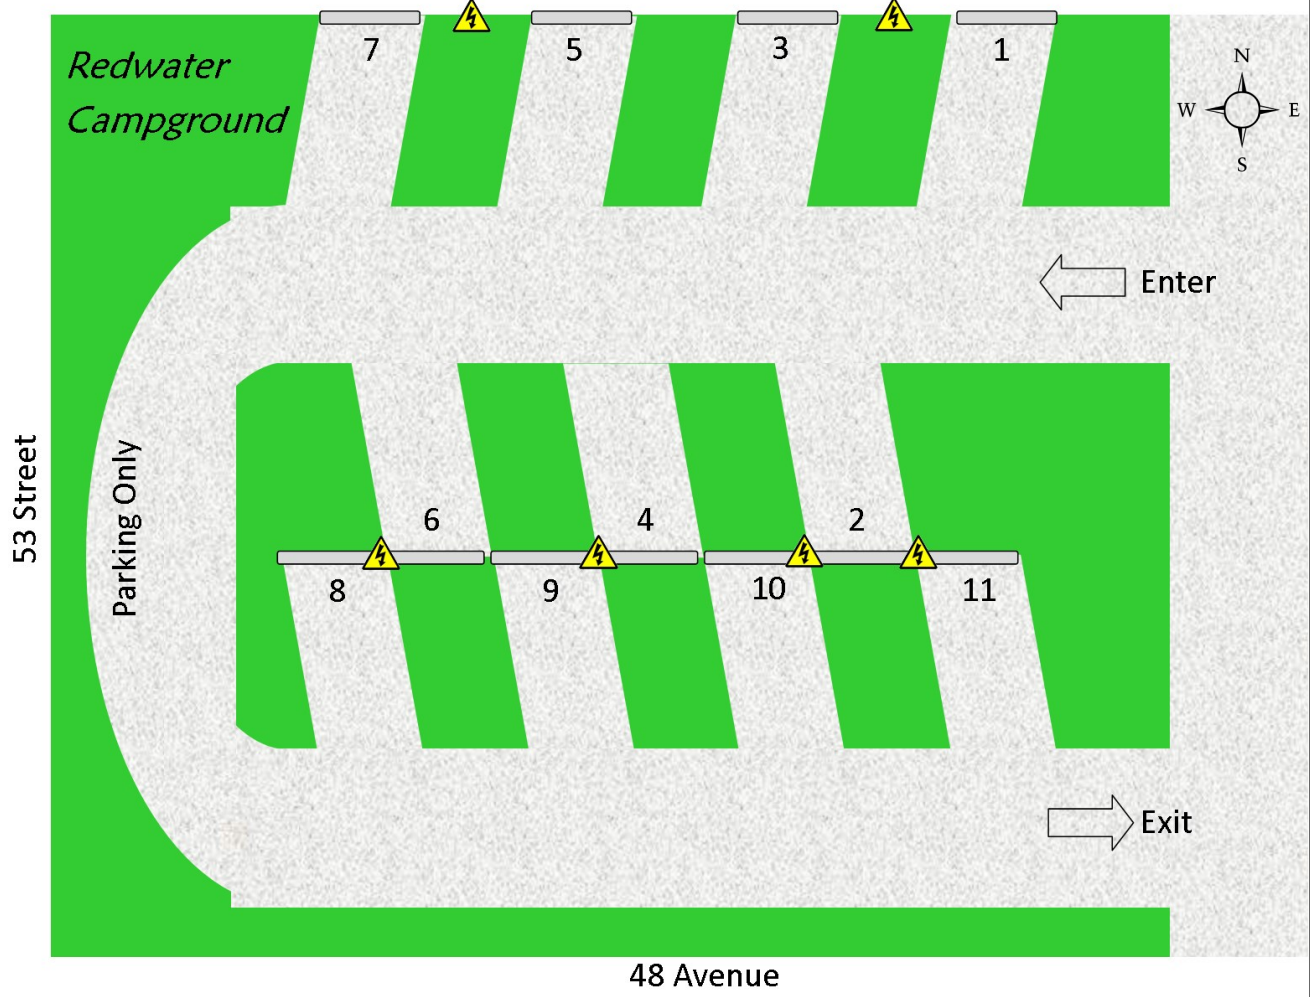 Redwater
Campground
7
5
3
1
N
W
E
S
Enter
53 Street
Parking Only
6
4
2
8
9
10
11
Exit
48 Avenue